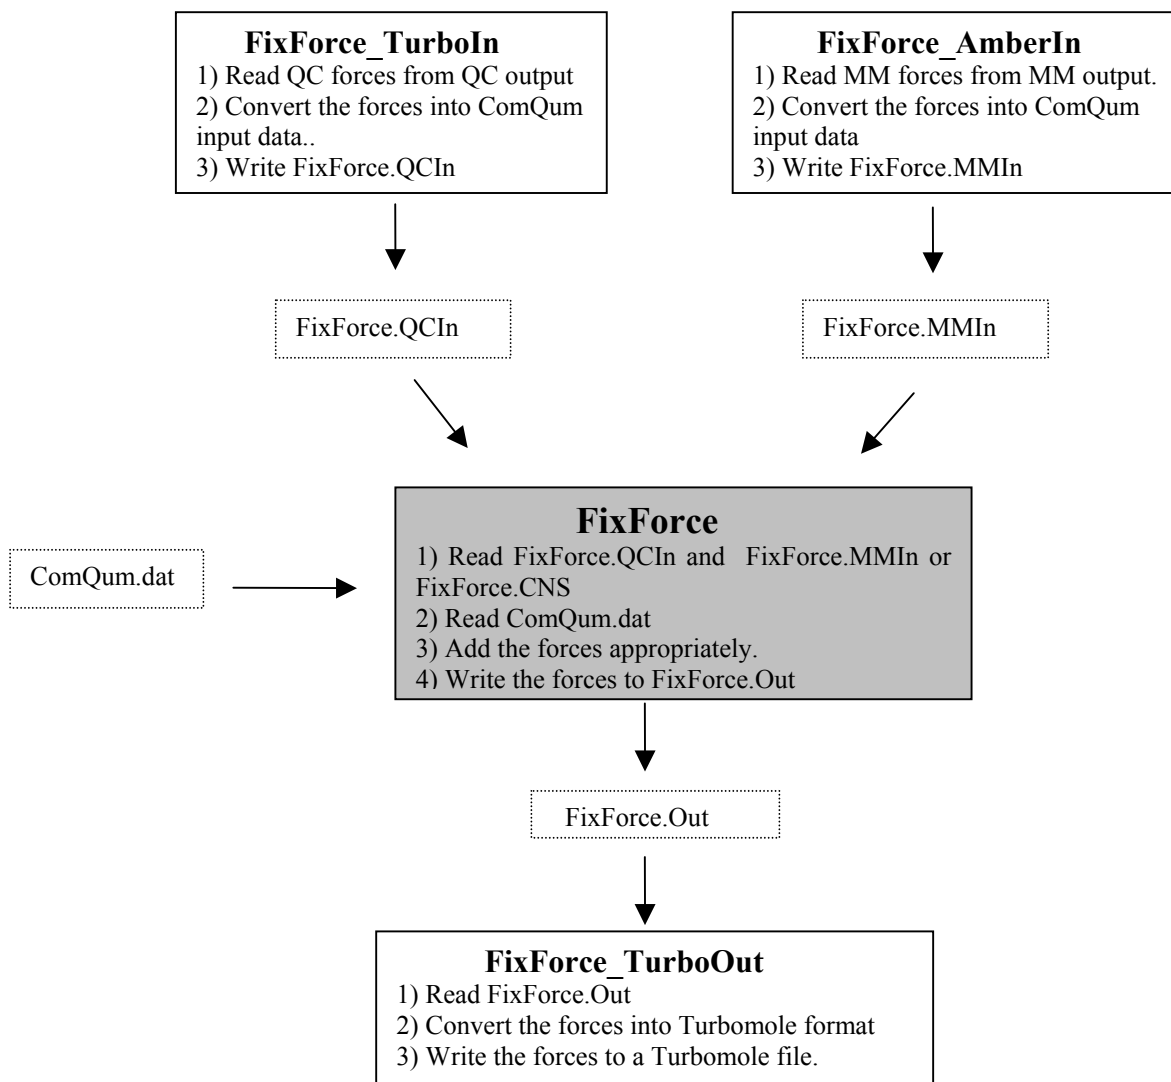 FixForce_TurboIn
1) Read QC forces from QC output
2) Convert the forces into ComQum
input data..
3) Write FixForce.QCIn
FixForce_AmberIn
1) Read MM forces from MM output.
2) Convert the forces into ComQum
input data
3) Write FixForce.MMIn
FixForce.QCIn
FixForce.MMIn
ComQum.dat
FixForce
1) Read FixForce.QCIn and FixForce.MMIn or
FixForce.CNS
2) Read ComQum.dat
3) Add the forces appropriately.
4) Write the forces to FixForce.Out
FixForce.Out
FixForce_TurboOut
1) Read FixForce.Out
2) Convert the forces into Turbomole format
3) Write the forces to a Turbomole file.